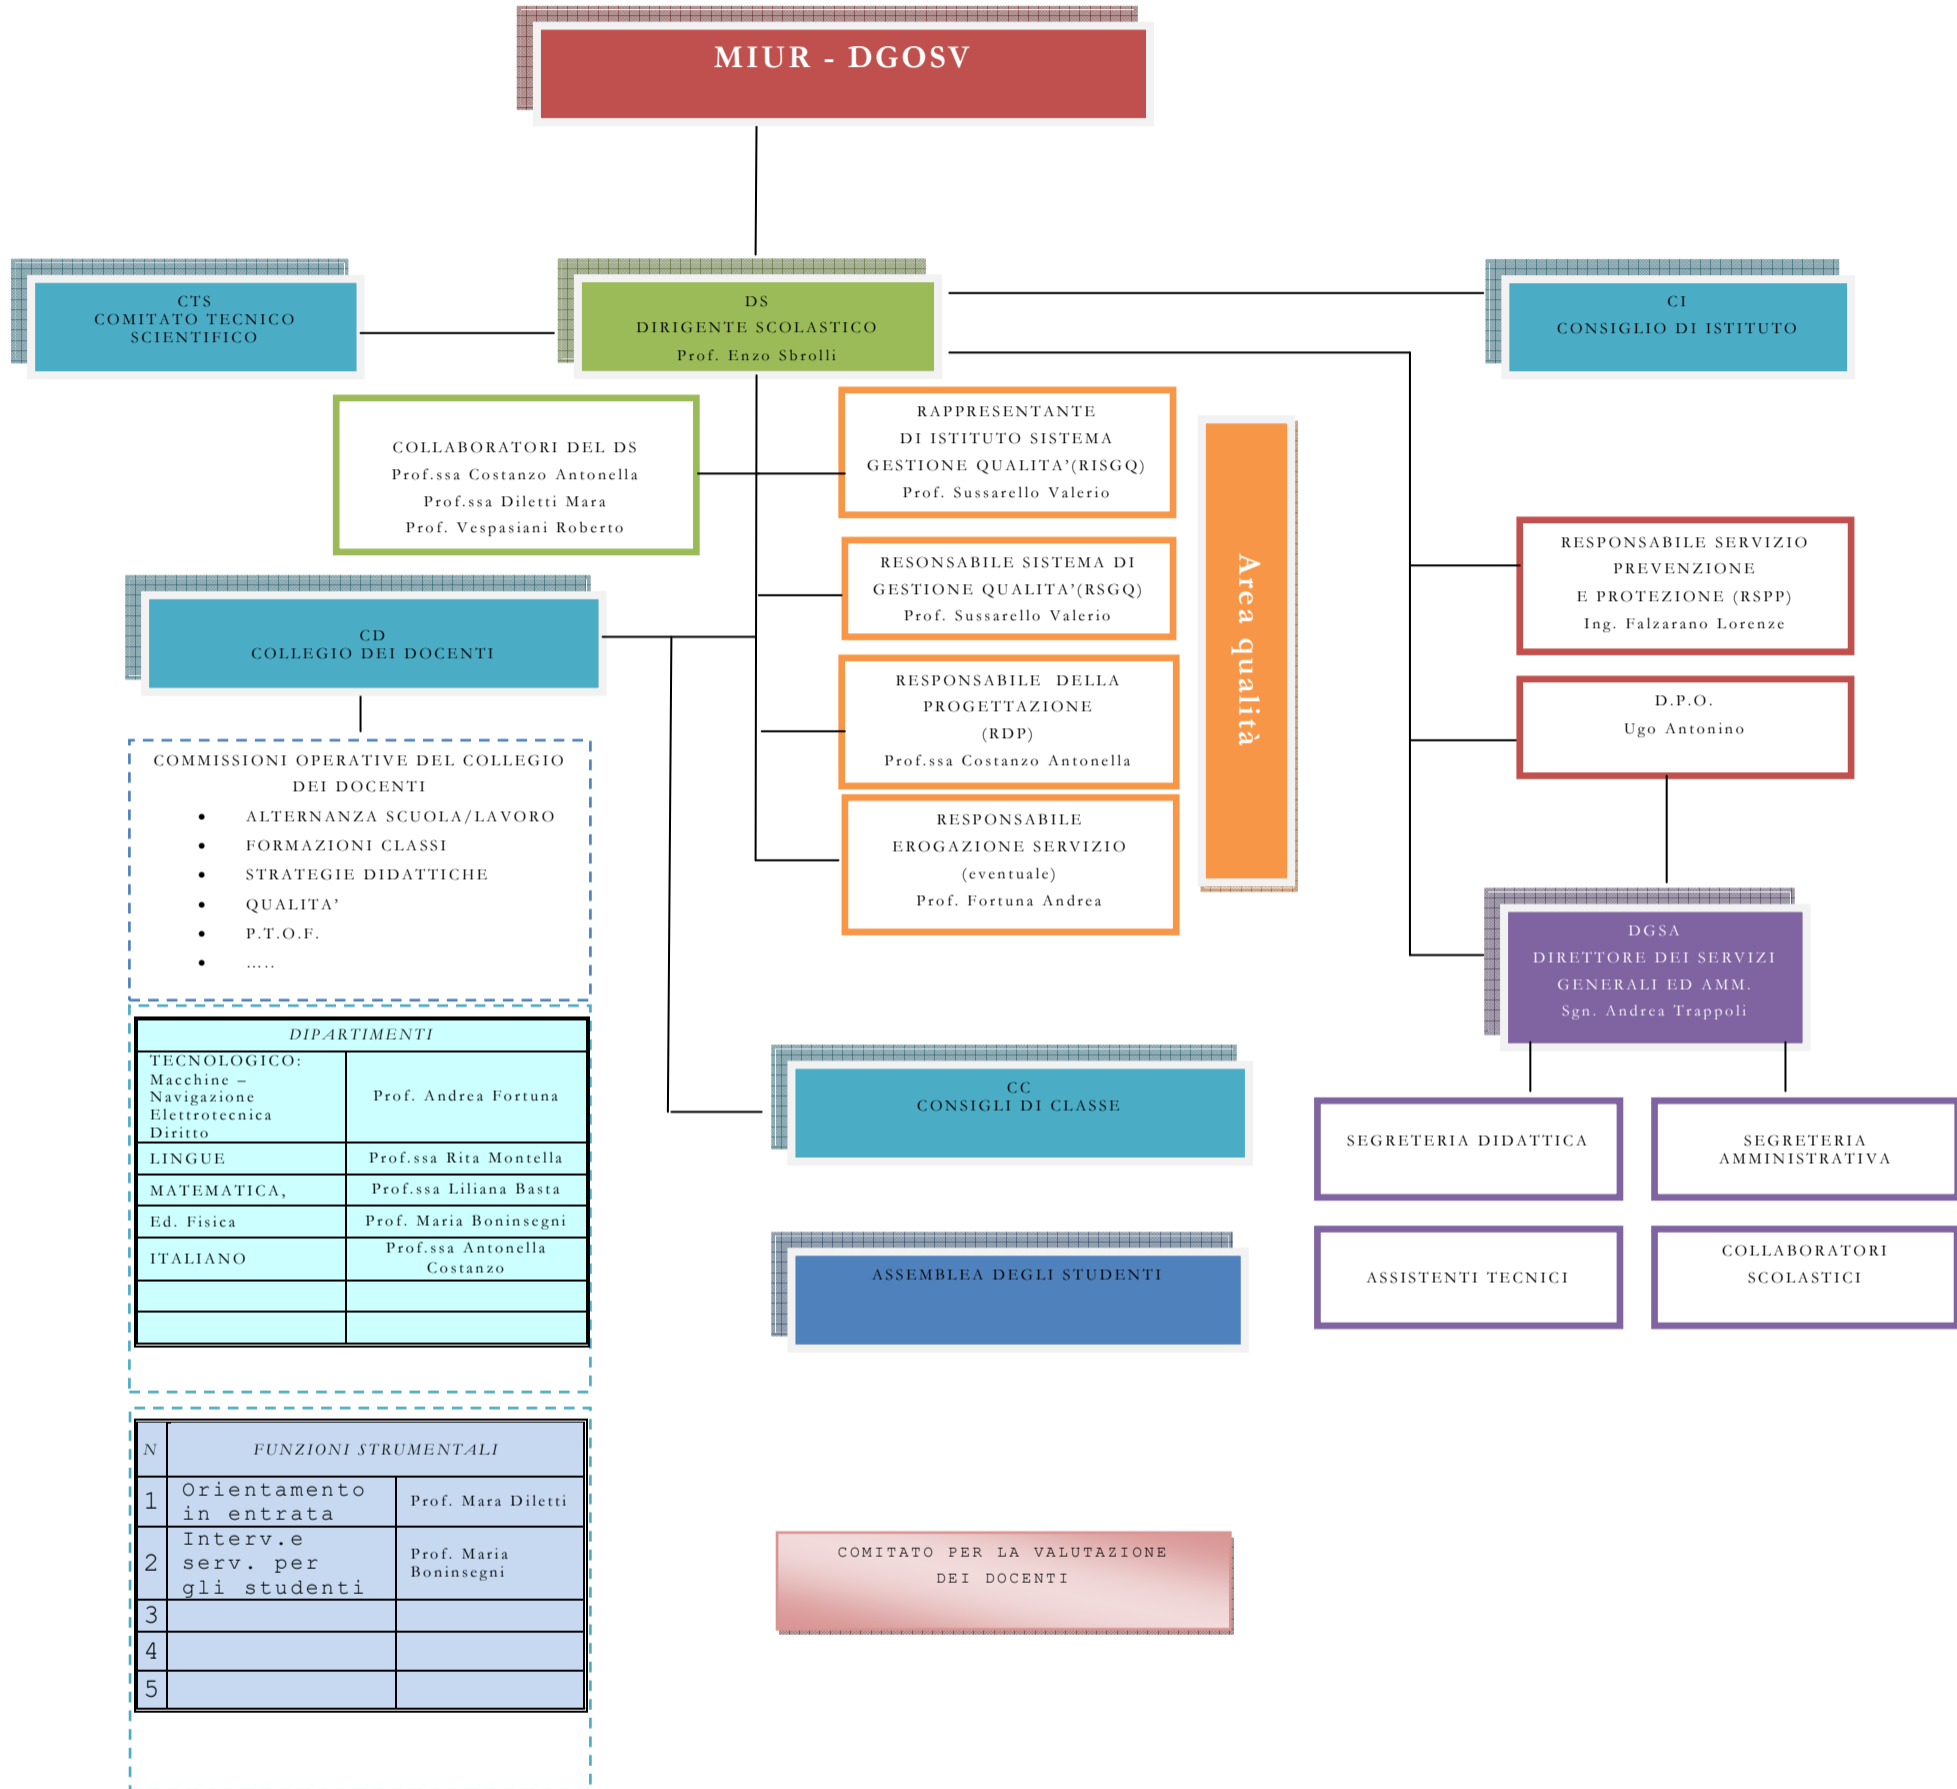 MIUR - DGOSV
CTS
COMITATO TECNICO
SCIENTIFICO
DS
DIRIGENTE SCOLASTICO
Prof. Enzo Sbrolli
CI
CONSIGLIO DI ISTITUTO
COLLABORATORI DEL DS
Prof.ssa Costanzo Antonella
Prof.ssa Diletti Mara
Prof. Vespasiani Roberto
RAPPRESENTANTE
DI ISTITUTO SISTEMA
GESTIONE QUALITA'(RISGQ)
Prof. Sussarello Valerio
RESONSABILE SISTEMA DI
GESTIONE QUALITA'(RSGQ)
Prof. Sussarello Valerio
RESPONSABILE DELLA
PROGETTAZIONE
(RDP)
Prof.ssa Costanzo Antonella
RESPONSABILE
EROGAZIONE SERVIZIO
(eventuale)
Prof. Fortuna Andrea
Area qualità
RESPONSABILE SERVIZIO
PREVENZIONE
E PROTEZIONE (RSPP)
Ing. Falzarano Lorenze
D.P.O.
Ugo Antonino
DGSA
DIRETTORE DEI SERVIZI
GENERALI ED AMM.
Sgn. Andrea Trappoli
SEGRETERIA DIDATTICA
SEGRETERIA
AMMINISTRATIVA
ASSISTENTI TECNICI
COLLABORATORI
SCOLASTICI
CD
COLLEGIO DEI DOCENTI
COMMISSIONI OPERATIVE DEL COLLEGIO
DEI DOCENTI
• ALTERNANZA SCUOLA/LAVORO
• FORMAZIONI CLASSI
• STRATEGIE DIDATTICHE
• QUALITA'
• P.T.O.F.
• .....
DIPARTIMENTI
TECNOLOGICO:
Macchine –
Navigazione
Elettrotecnica
Diritto
Prof. Andrea Fortuna
LINGUE Prof.ssa Rita Montella
MATEMATICA, Prof.ssa Liliana Basta
Ed. Fisica Prof. Maria Boninsegni
ITALIANO
Prof.ssa Antonella
Costanzo
N FUNZIONI STRUMENTALI
1
Orientamento
in entrata
Prof. Mara Diletti
2
Interv.e
serv. per
gli studenti
Prof. Maria
Boninsegni
3
4
5
CC
CONSIGLI DI CLASSE
ASSEMBLEA DEGLI STUDENTI
COMITATO PER LA VALUTAZIONE
DEI DOCENTI